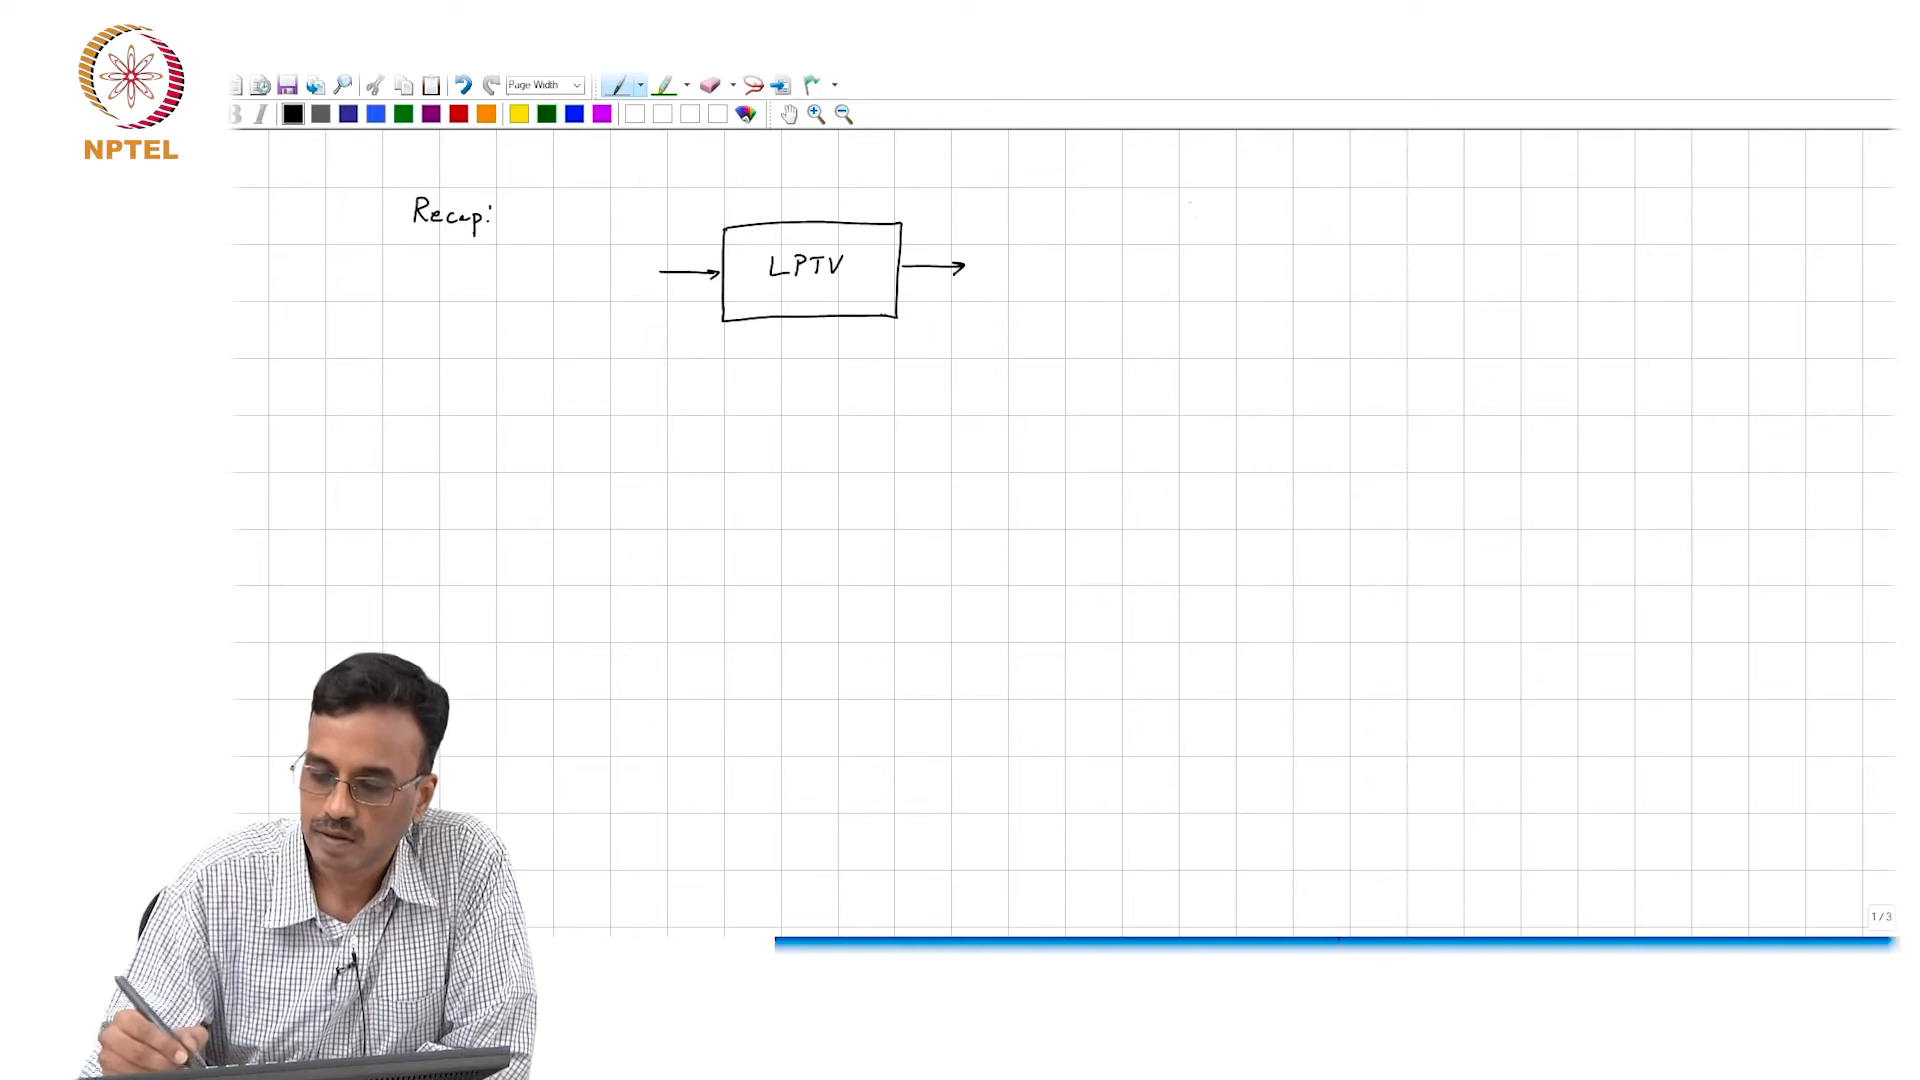 NPTEL
Page Width
B I
Recap:
LPTV
1/3